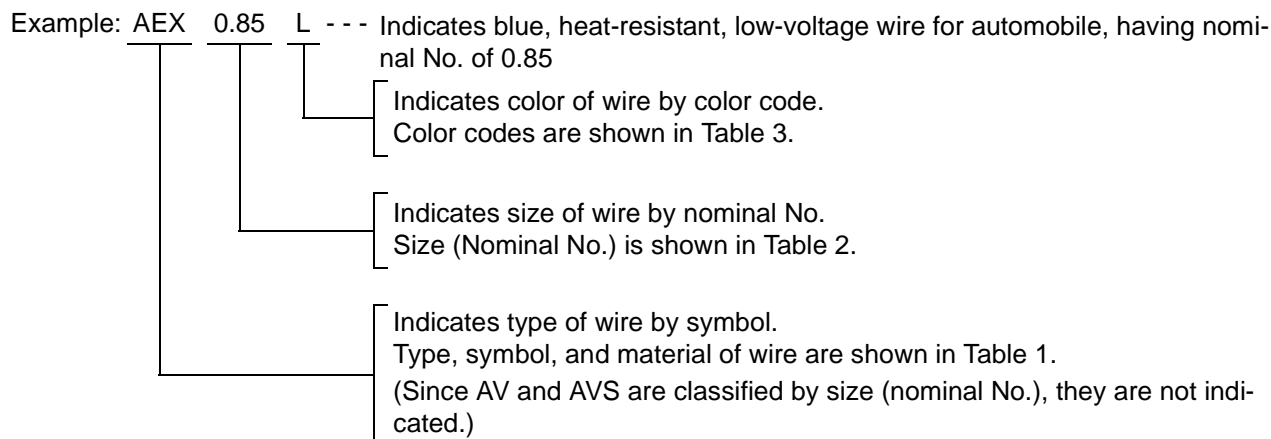 Example: AEX 0.85 L - - - Indicates blue, heat-resistant, low-voltage wire for automobile, having nomi-
nal No. of 0.85
Indicates color of wire by color code.
Color codes are shown in Table 3.
Indicates size of wire by nominal No.
Size (Nominal No.) is shown in Table 2.
Indicates type of wire by symbol.
Type, symbol, and material of wire are shown in Table 1.
(Since AV and AVS are classified by size (nominal No.), they are not indi-
cated.)